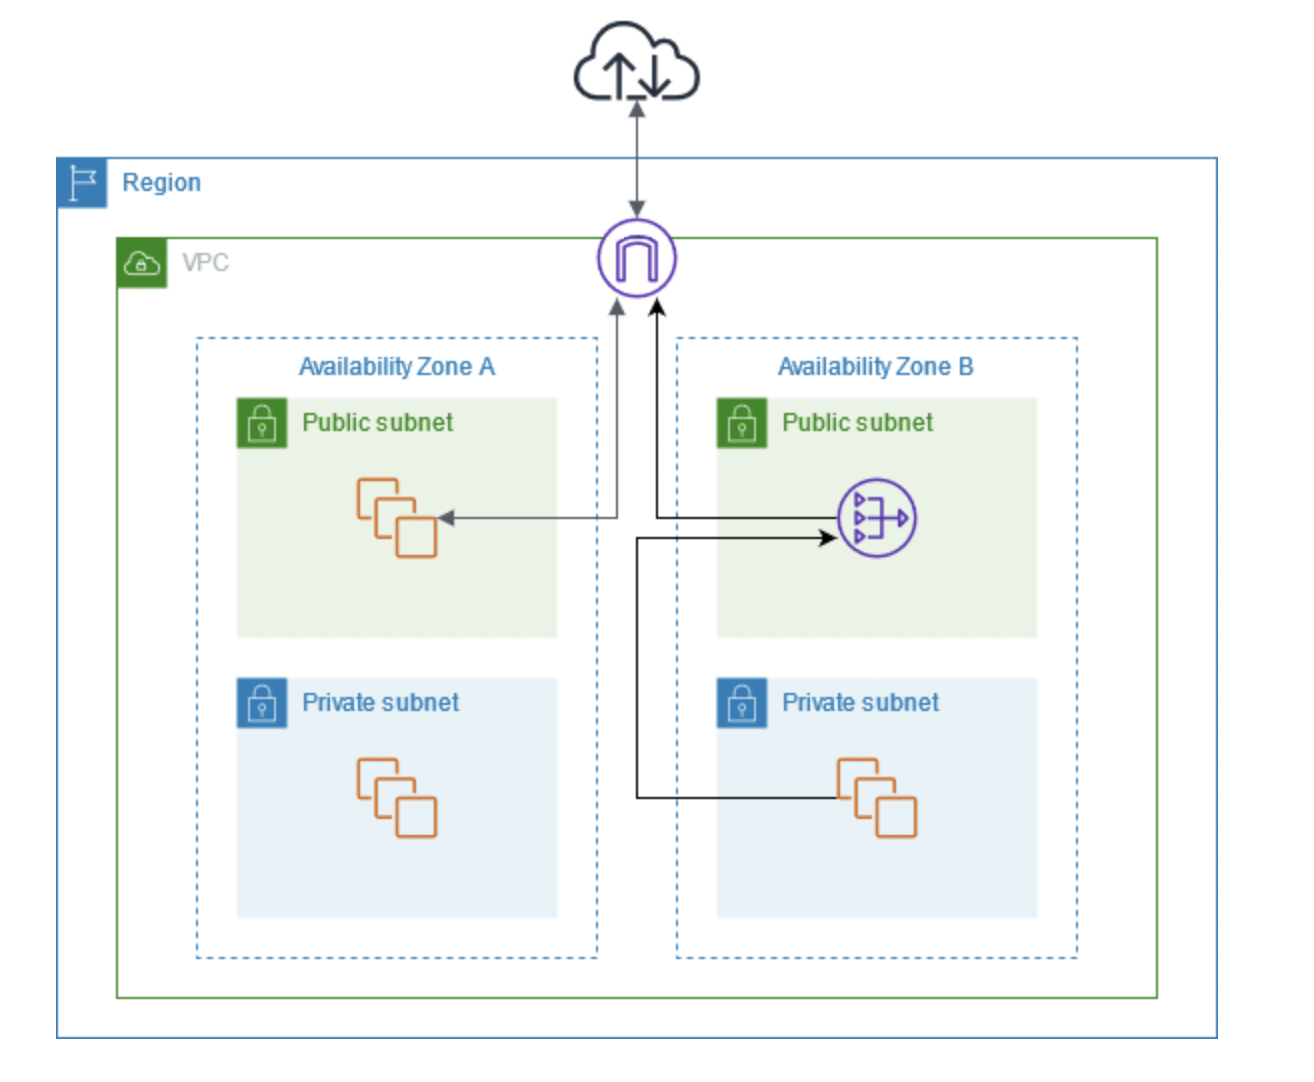 Region
VPC
Availability Zone A
Availability Zone B
Public subnet
Public subnet
Private subnet
Private subnet